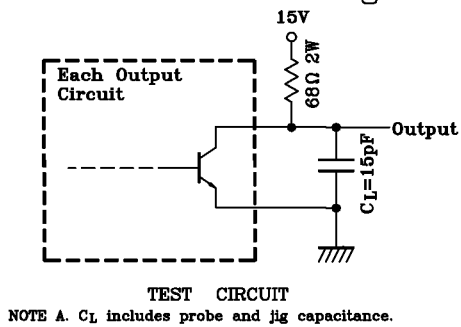 15V
68Ω 2W
Each Output
Circuit
Output
CL=15pF
TEST CIRCUIT
NOTE A. CL includes probe and jig capacitance.